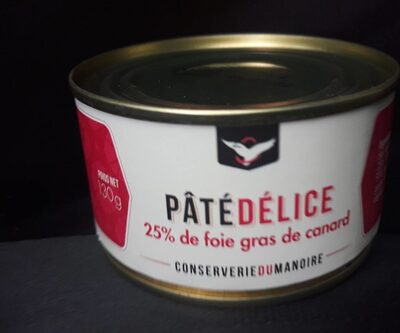 POIDS NET
130g
PÂTÉDÉLICE
25% de foie gras de canard
CONSERVERIEDUMANOIRE